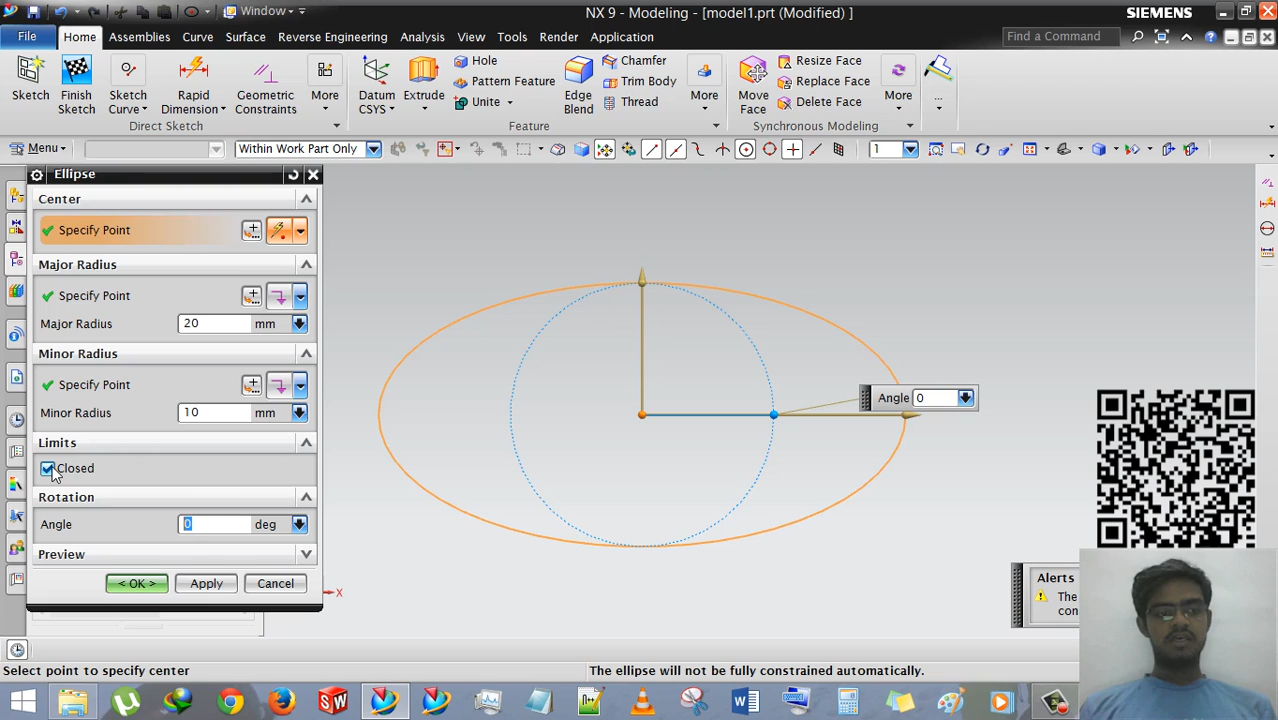 Window
NX 9 - Modeling - [model1.prt (Modified) ]
SIEMENS
File Home Assemblies Curve Surface Reverse Engineering Analysis View Tools Render Application
Find a Command
Sketch
Finish Sketch
Sketch Curve
Rapid Dimension
Geometric Constraints
More
Datum CSYS
Extrude
Hole
Pattern Feature
Unite
Edge Blend
Chamfer
Trim Body
Thread
More
Move Face
Resize Face
Replace Face
Delete Face
More
...
Direct Sketch
Feature
Synchronous Modeling
Menu
Within Work Part Only
1
Ellipse
Center
Specify Point
Major Radius
Specify Point
Major Radius 20 mm
Minor Radius
Specify Point
Minor Radius 10 mm
Limits
Closed
Rotation
Angle 0 deg
Preview
< OK > Apply Cancel
Angle 0
X
Alerts
The
con
Select point to specify center
The ellipse will not be fully constrained automatically.